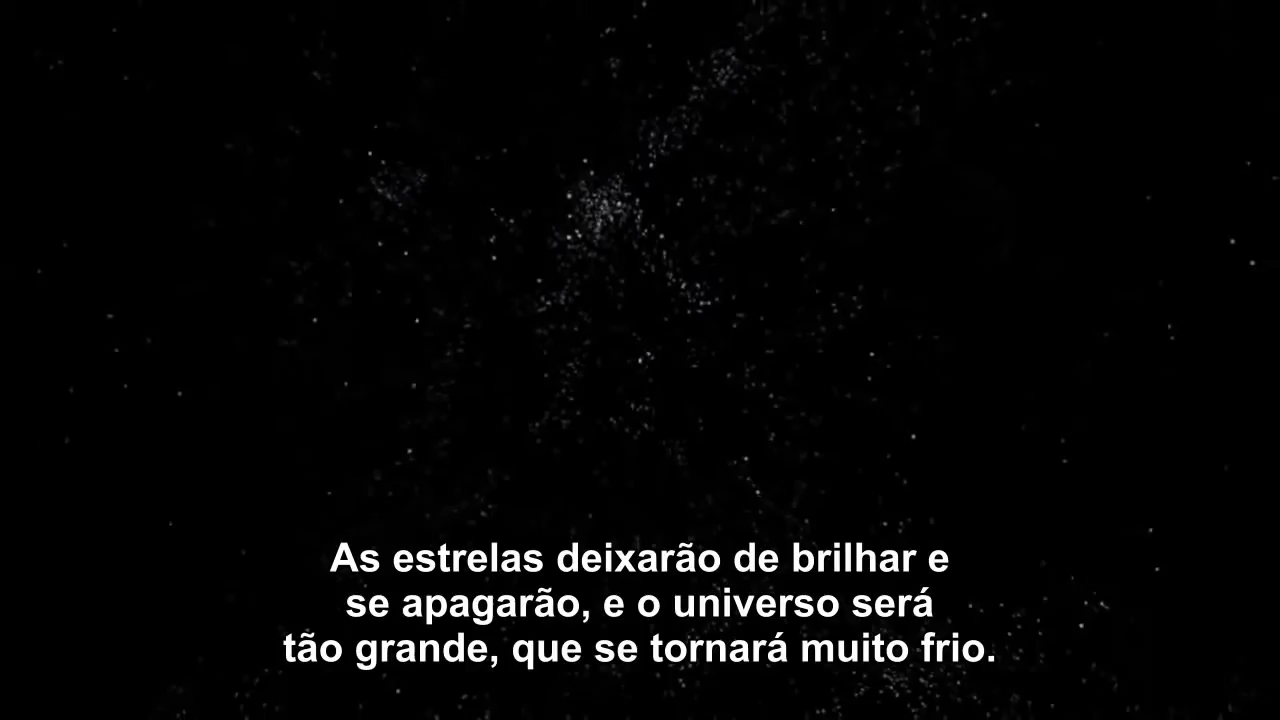 As estrelas deixarão de brilhar e
se apagarão, e o universo será
tão grande, que se tornará muito frio.